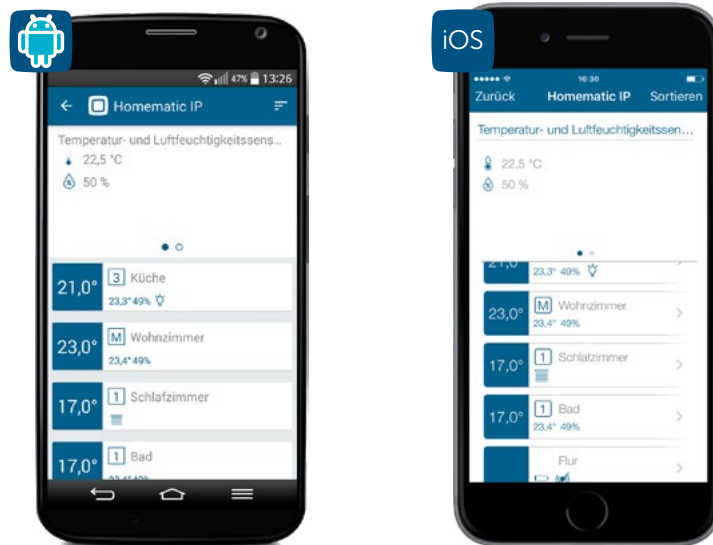 47% 13:26
Homematic IP
Temperatur- und Luftfeuchtigkeitssens...
22,5 °C
50 %
21,0° 3 Küche
23,3° 49%
23,0° M Wohnzimmer
23,4° 49%
17,0° 1 Schlafzimmer
17,0° 1 Bad
iOS
16:30
Zurück Homematic IP Sortieren
Temperatur- und Luftfeuchtigkeitssen...
22,5 °C
50 %
21,0°
23,3° 49%
23,0° M Wohnzimmer
23,4° 49%
17,0° 1 Schlafzimmer
17,0° 1 Bad
23,4° 49%
Flur